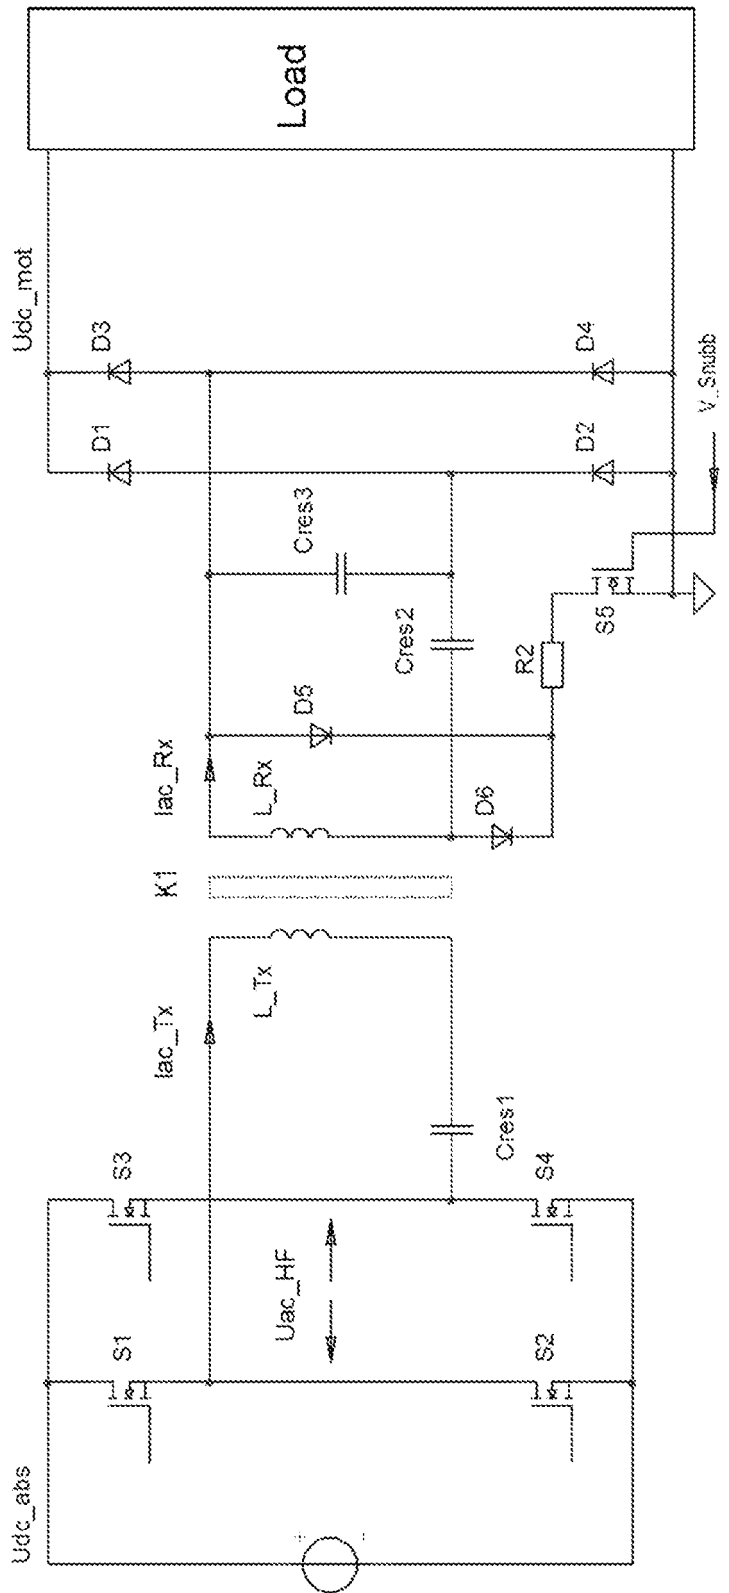 Udc_abs
S1
S3
S2
S4
Uac_HF
Cres1
Iac_Tx
L_Tx
K1
Iac_Rx
L_Rx
D6
D5
Cres2
Cres3
R2
S5
V_Snubb
D1
D3
D2
D4
Udc_mot
Load